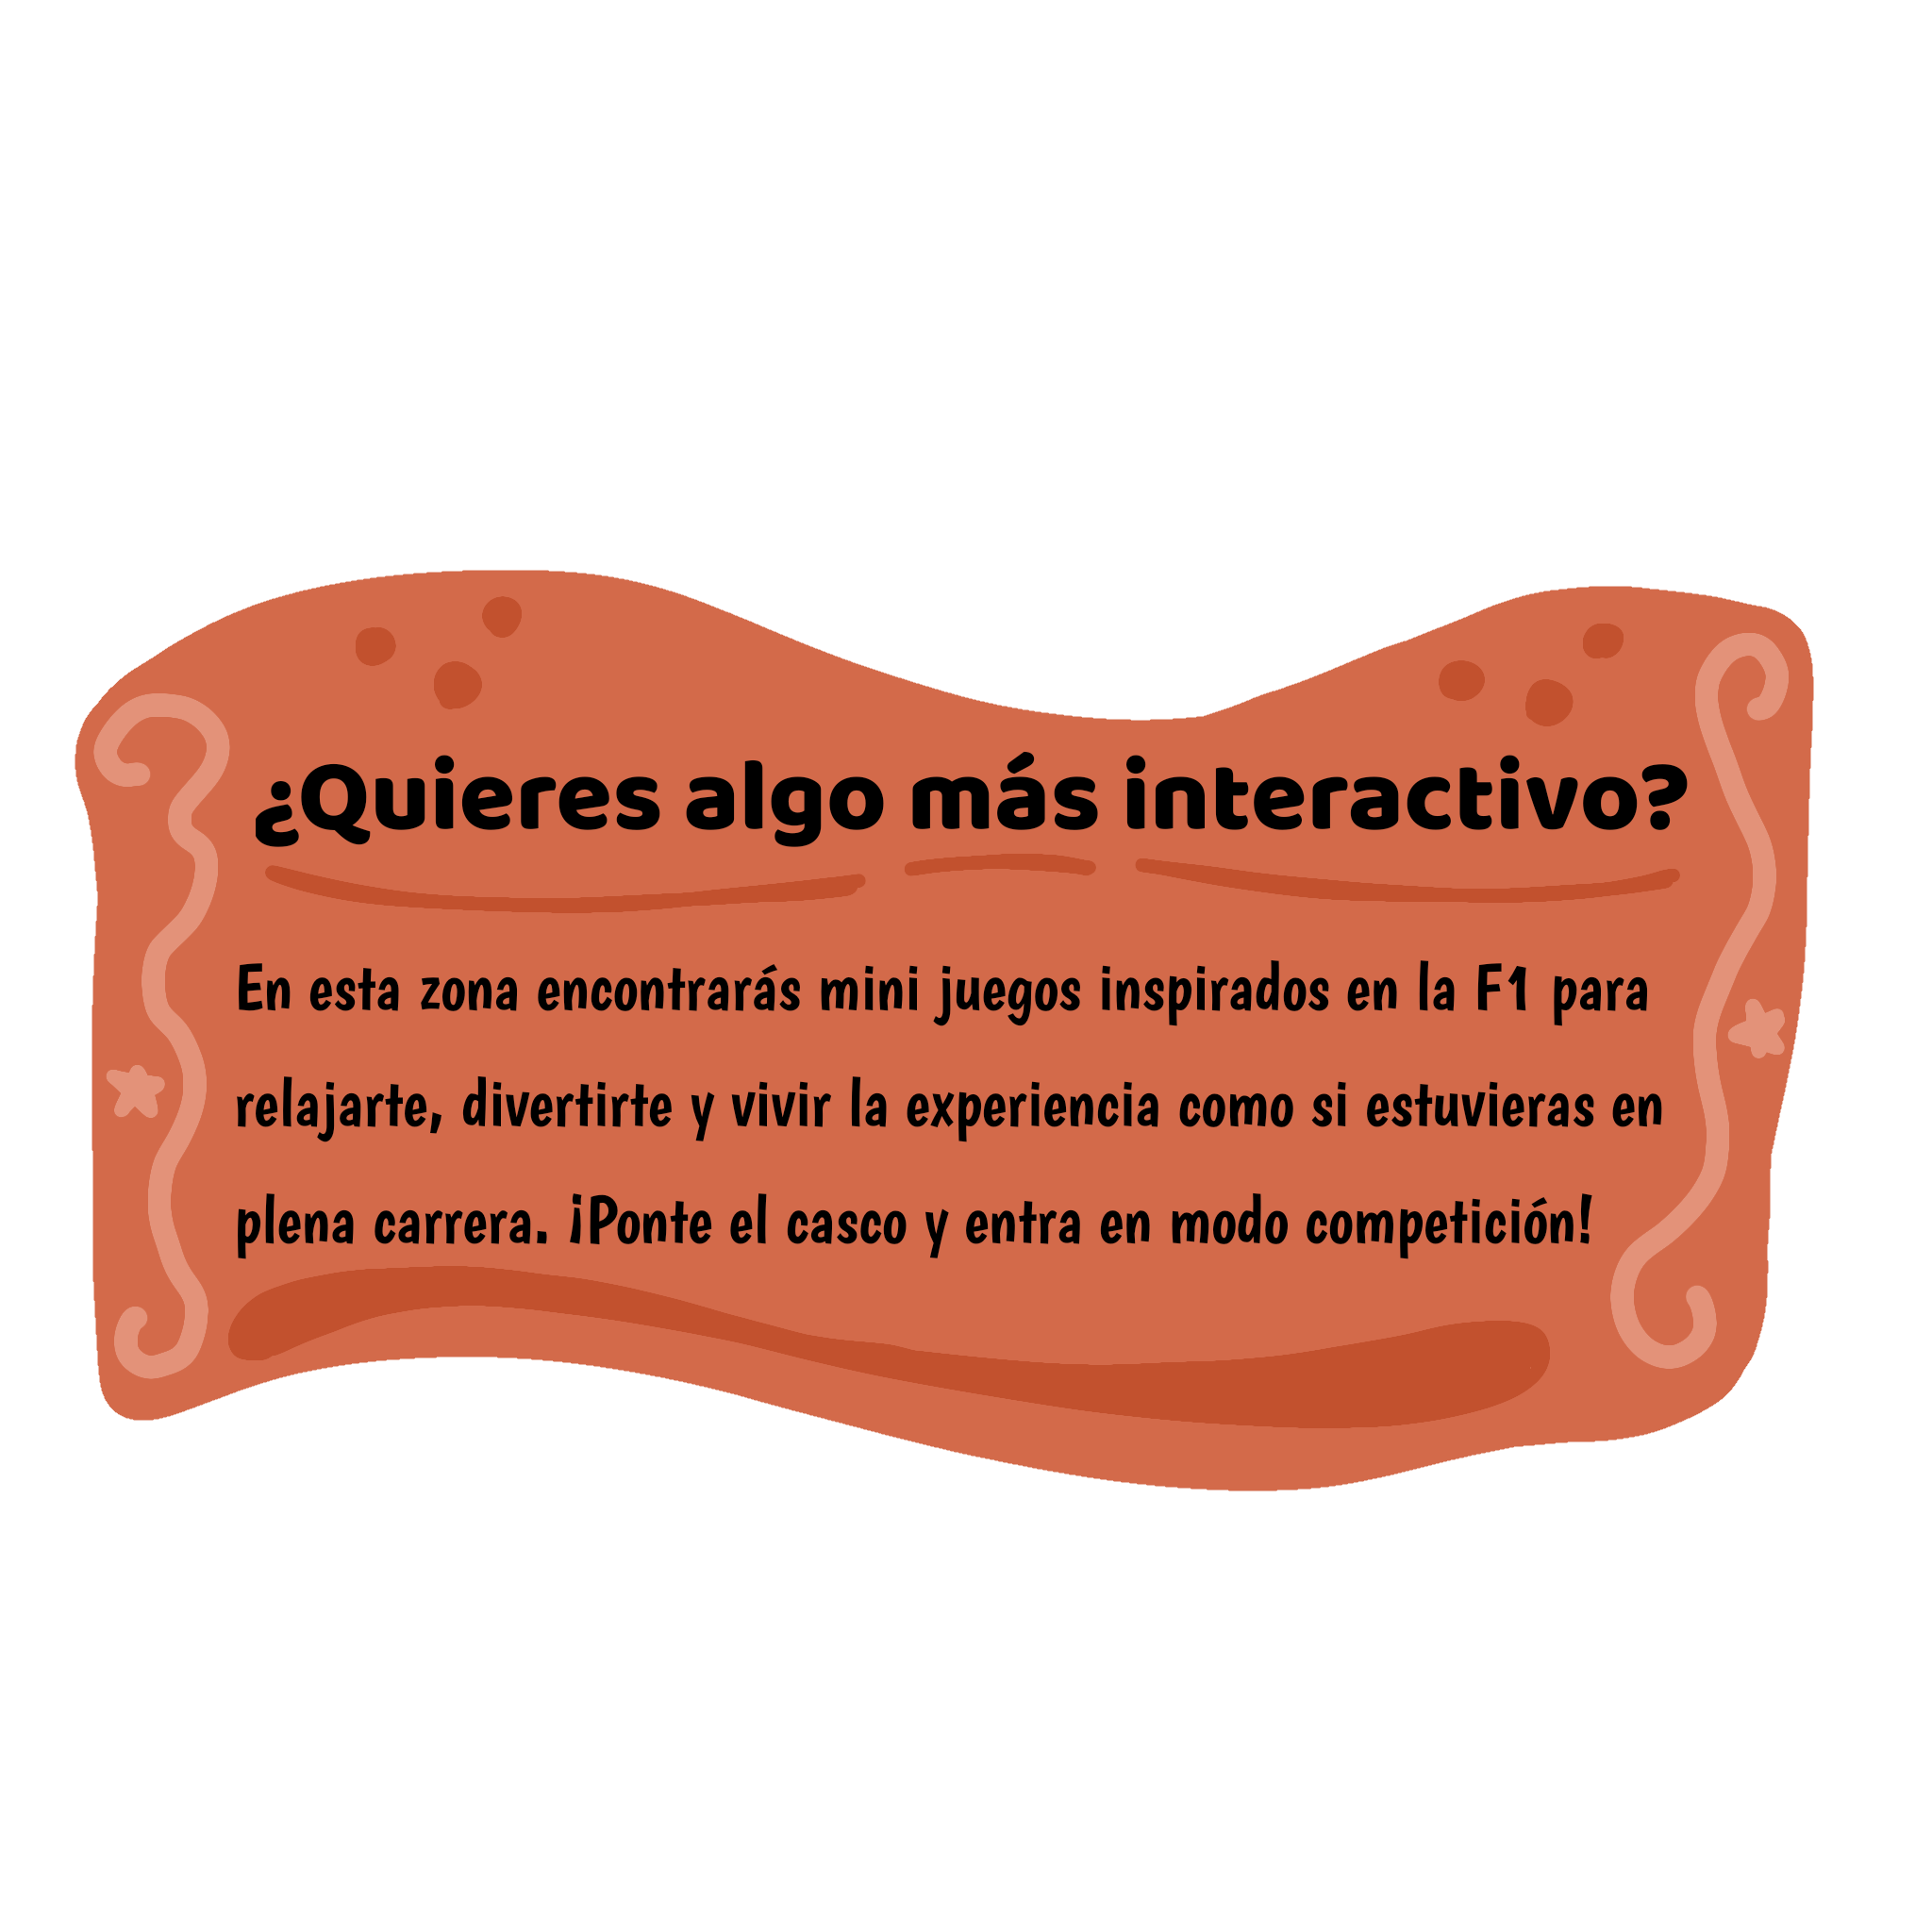 ¿Quieres algo más interactivo?
En esta zona encontrarás mini juegos inspirados en la F1 para
relajarte, divertirte y vivir la experiencia como si estuvieras en
plena carrera. ¡Ponte el casco y entra en modo competición!